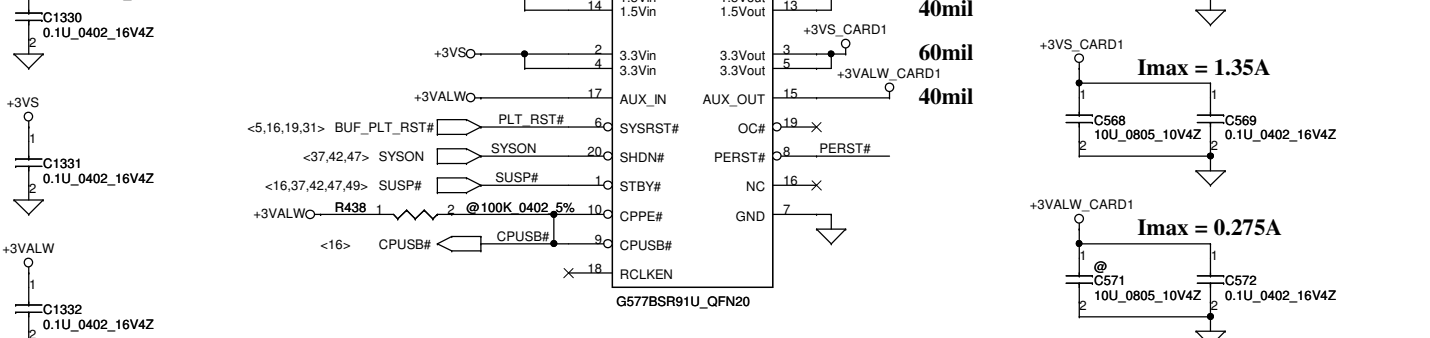 C1330
2
0.1U_0402_16V4Z
+3VS
1
C1331
2
0.1U_0402_16V4Z
+3VALW
1
C1332
2
0.1U_0402_16V4Z
14
1.5Vin
1.5Vout
13
40mil
+3VS
2
3.3Vin
4
3.3Vin
3.3Vout
3
3.3Vout
5
+3VS_CARD1
60mil
+3VALW
17
AUX_IN
AUX_OUT
15
+3VALW_CARD1
40mil
<5,16,19,31> BUF_PLT_RST#
PLT_RST#
6
SYSRST#
OC#
19
<37,42,47> SYSON
SYSON
20
SHDN#
PERST#
8
PERST#
<16,37,42,47,49> SUSP#
SUSP#
1
STBY#
NC
16
+3VALW
R438 1 2 @100K_0402_5%
10
CPPE#
GND
7
<16> CPUSB#
CPUSB#
9
CPUSB#
18
RCLKEN
G577BSR91U_QFN20
+3VS_CARD1
Imax = 1.35A
1
C568
10U_0805_10V4Z
2
1
C569
0.1U_0402_16V4Z
2
+3VALW_CARD1
Imax = 0.275A
1
@
C571
10U_0805_10V4Z
2
1
C572
0.1U_0402_16V4Z
2